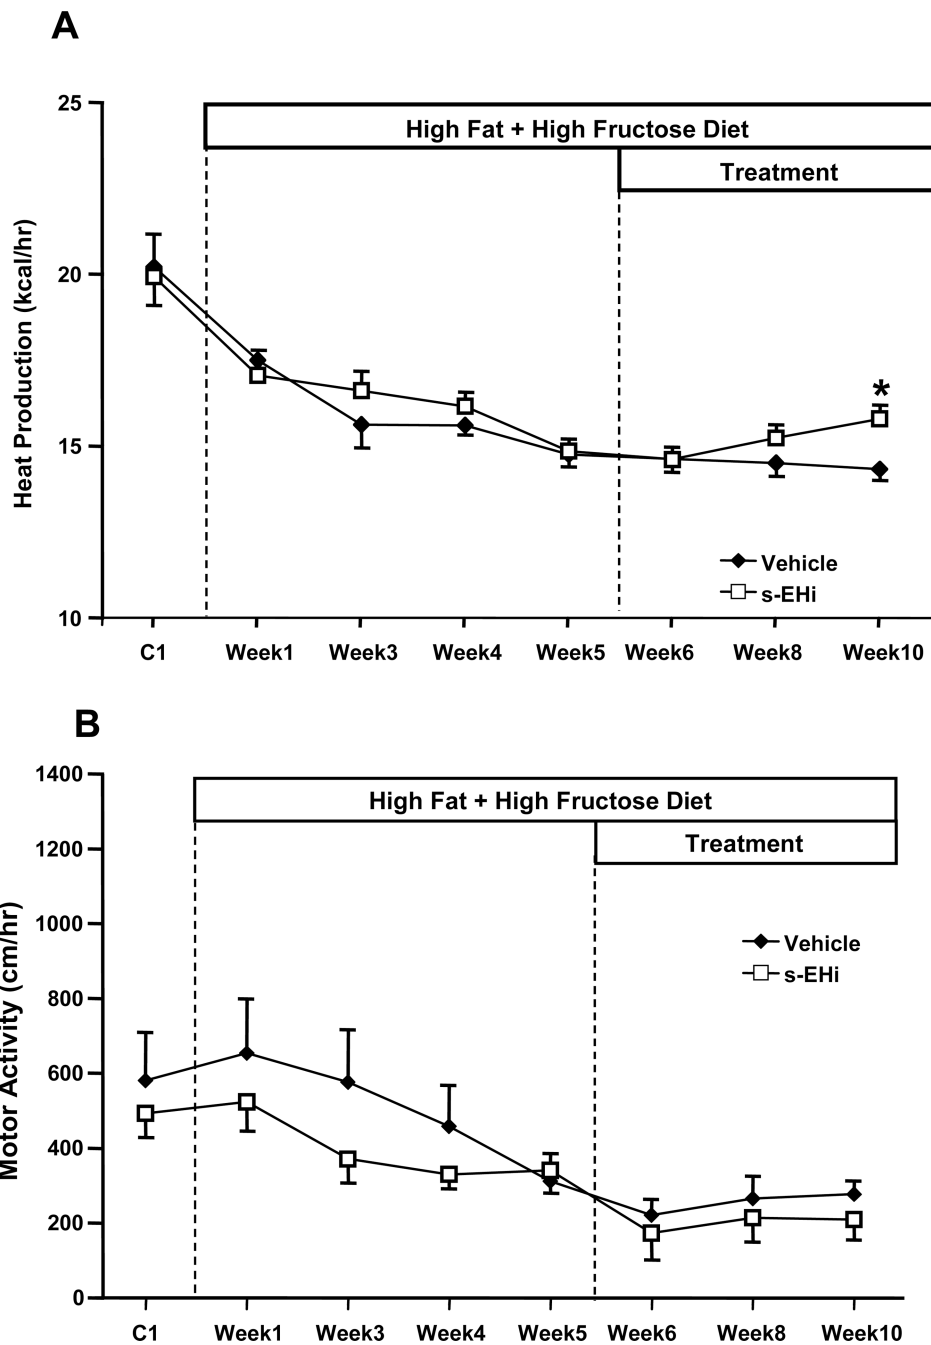 A
25
High Fat + High Fructose Diet
Treatment
20
15
10
Heat Production (kcal/hr)
*
Vehicle
s-EHi
C1 Week1 Week3 Week4 Week5 Week6 Week8 Week10
B
1400
High Fat + High Fructose Diet
Treatment
1200
1000
800
600
400
200
0
Motor Activity (cm/hr)
Vehicle
s-EHi
C1 Week1 Week3 Week4 Week5 Week6 Week8 Week10